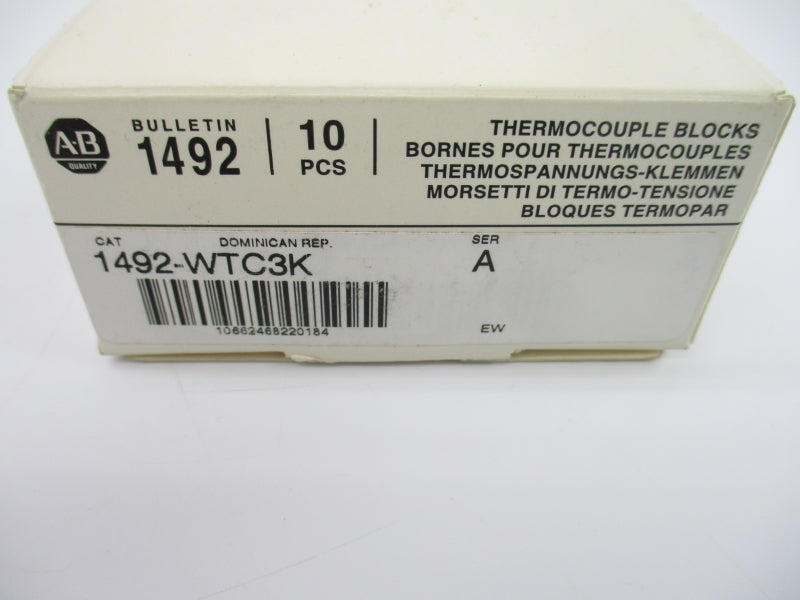 A-B
QUALITY
BULLETIN
1492
10
PCS
THERMOCOUPLE BLOCKS
BORNES POUR THERMOCOUPLES
THERMOSPANNUNGS-KLEMMEN
MORSETTI DI TERMO-TENSIONE
BLOQUES TERMOPAR
CAT DOMINICAN REP. SER
1492-WTC3K A
10662468220184
EW